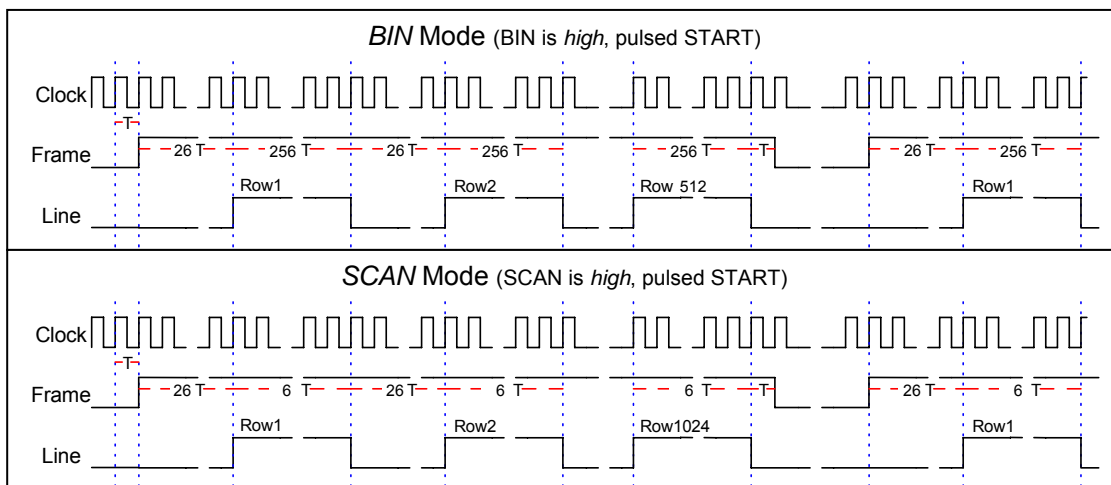 BIN Mode (BIN is high, pulsed START)
Clock
T
Frame
26 T 256 T 26 T 256 T 256 T T 26 T 256 T
Row1 Row2 Row 512 Row1
Line
SCAN Mode (SCAN is high, pulsed START)
Clock
T
Frame
26 T 6 T 26 T 6 T 6 T T 26 T 6 T
Row1 Row2 Row1024 Row1
Line